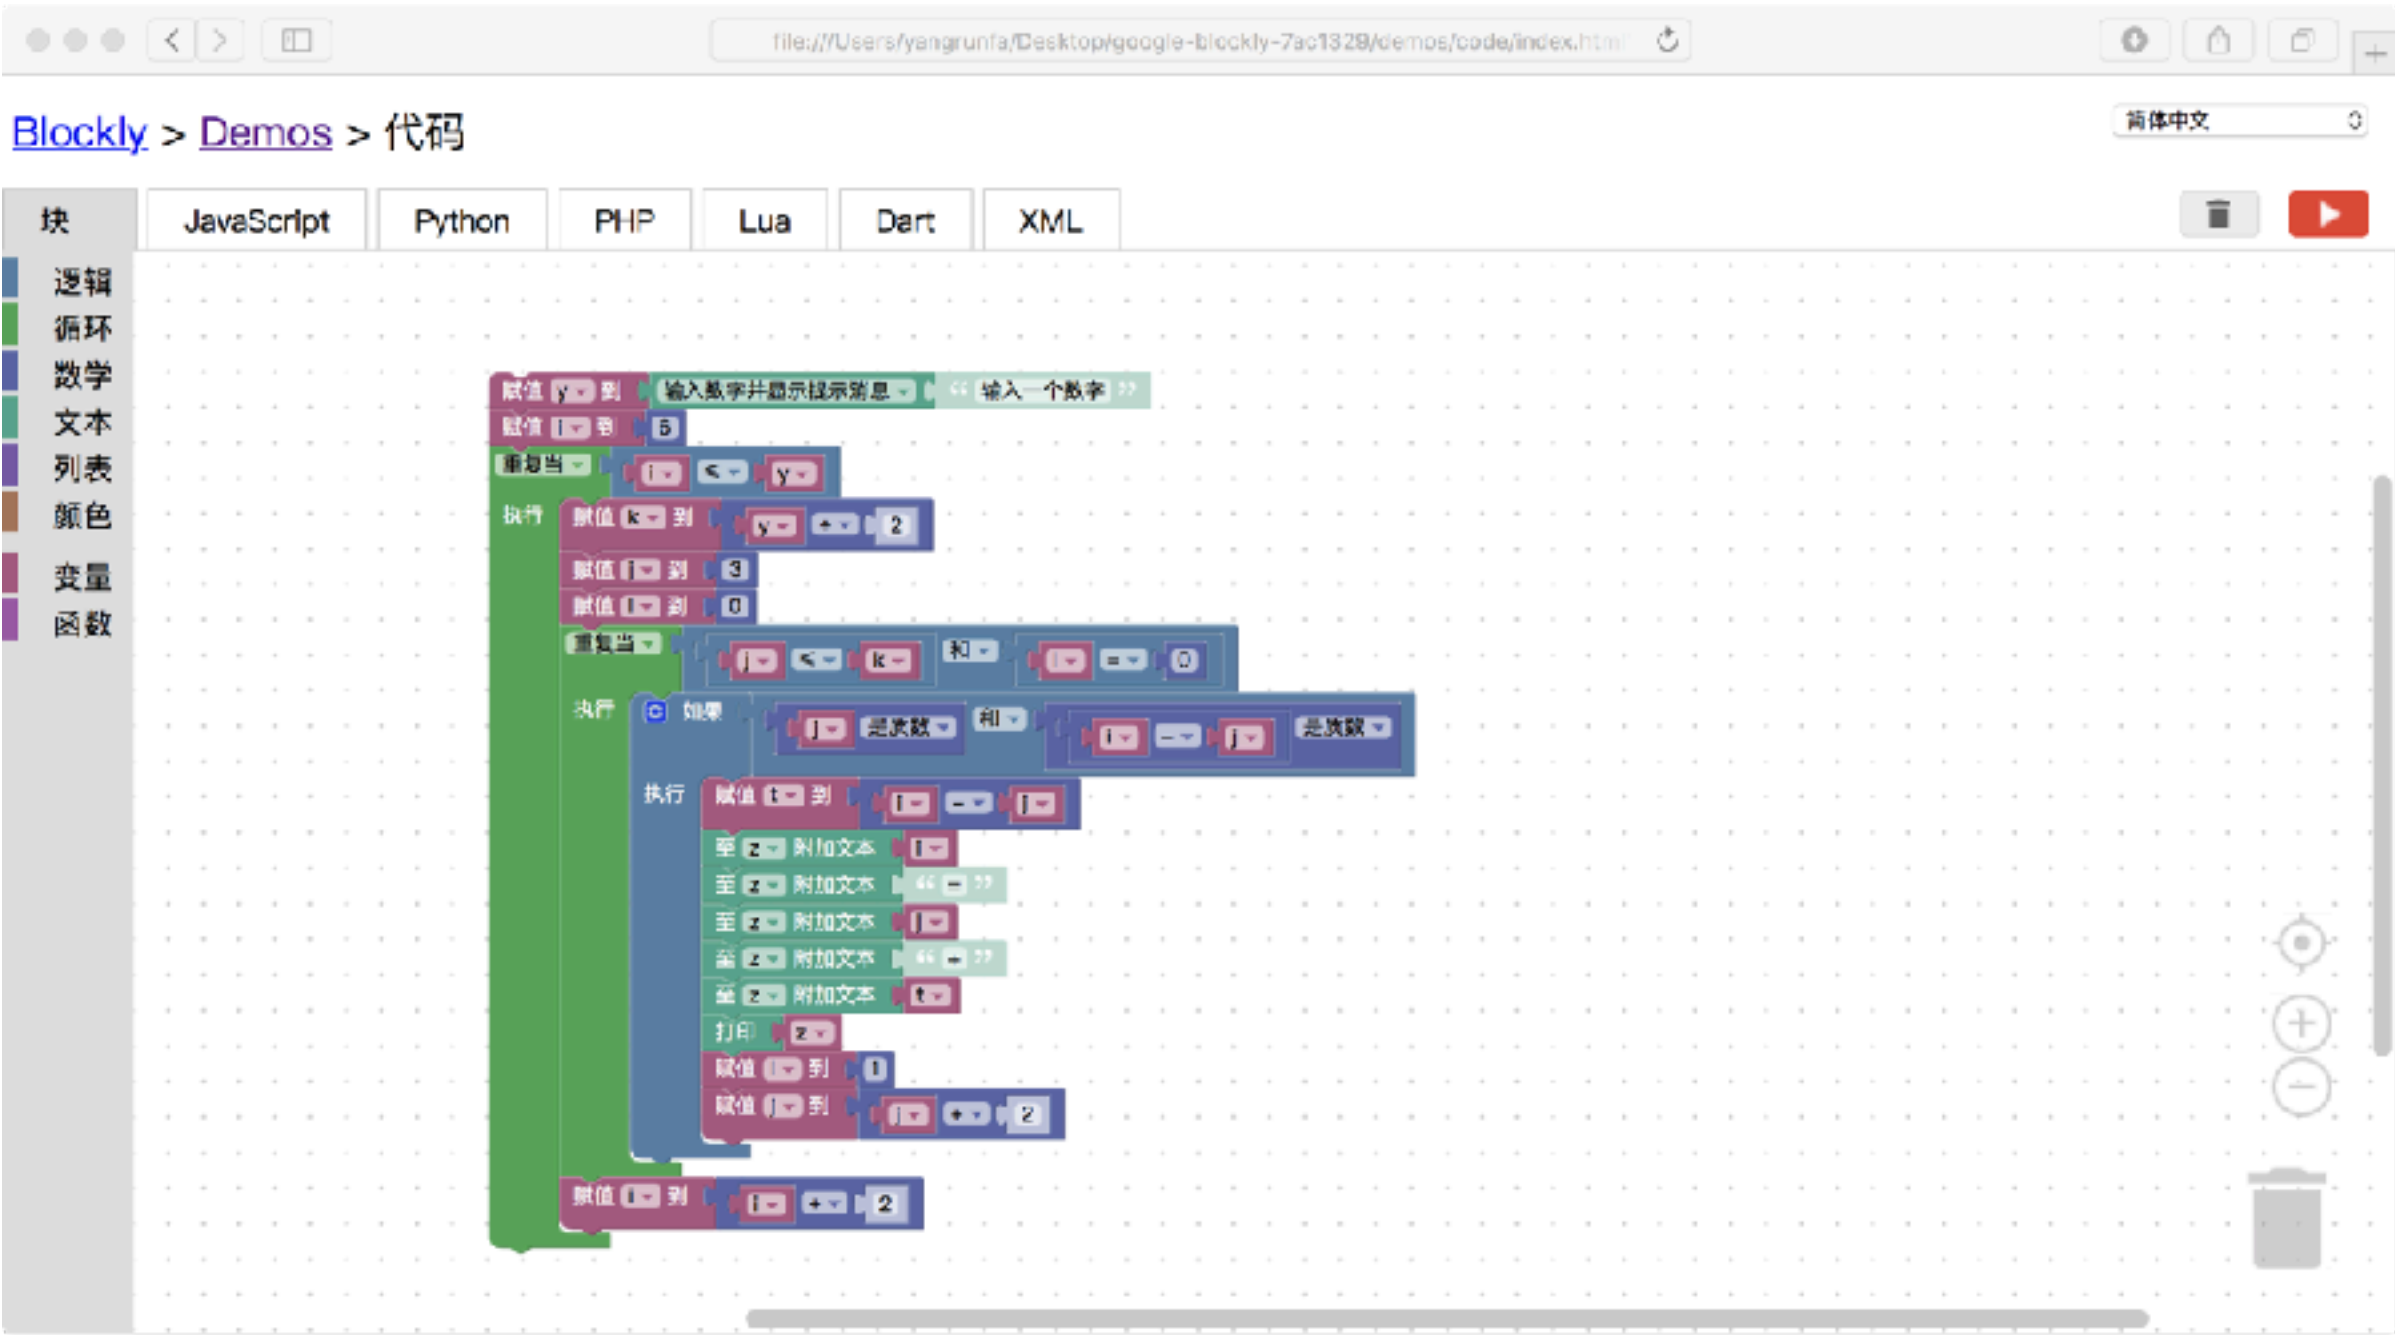 file:///Users/yangrunfa/Desktop/google-blockly-7ac1329/demos/code/index.html
Blockly > Demos > 代码
简体中文
块 JavaScript Python PHP Lua Dart XML
逻辑
循环
数学
文本
列表
颜色
变量
函数
赋值 y 到 输入数字并显示提示消息 “ 输入一个数字 ”
赋值 i 到 5
重复当 i ≤ y
执行 赋值 k 到 y ÷ 2
赋值 j 到 3
赋值 l 到 0
重复当 j ≤ k 和 l = 0
执行 如果 j 是质数 和 i - j 是质数
执行 赋值 t 到 i - j
至 z 附加文本 i
至 z 附加文本 “ = ”
至 z 附加文本 j
至 z 附加文本 “ + ”
至 z 附加文本 t
打印 z
赋值 l 到 1
赋值 j 到 j + 2
赋值 i 到 i + 2